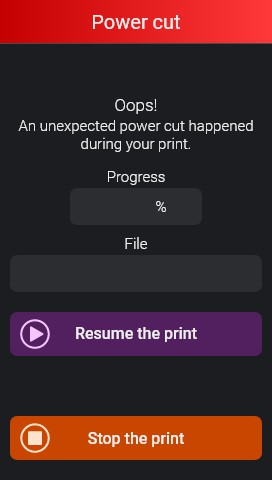 Power cut
Oops!
An unexpected power cut happened
during your print.
Progress
%
File
Resume the print
Stop the print